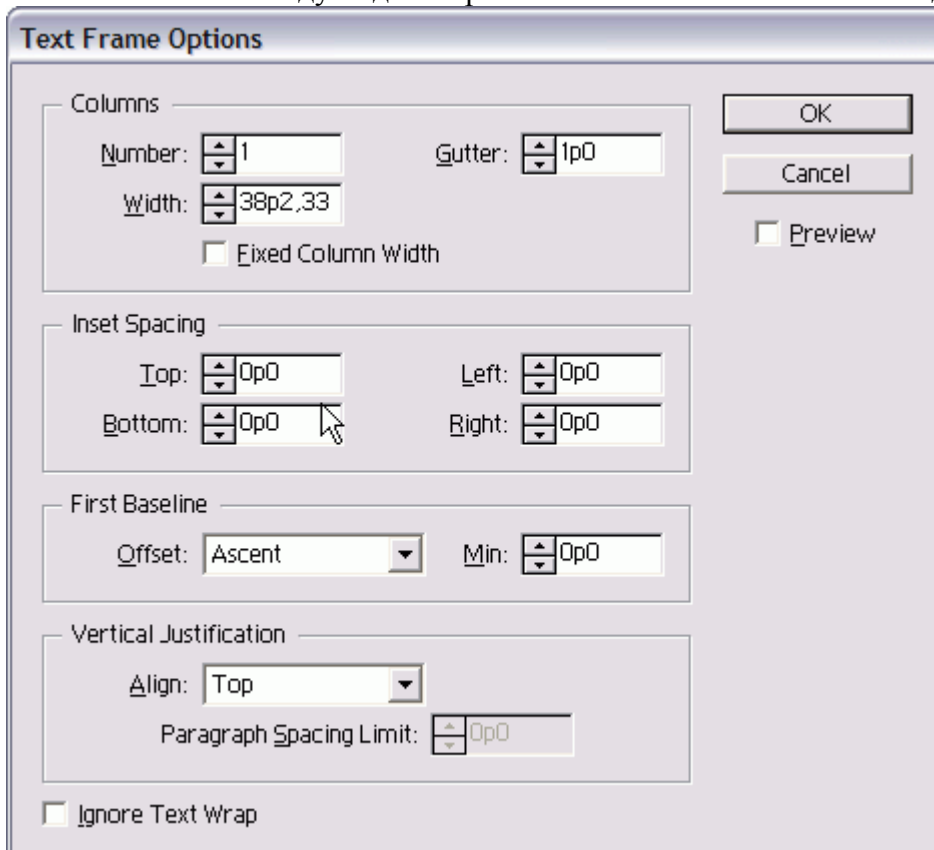 Text Frame Options
Columns
Number: 1 Gutter: 1p0
Width: 38p2,33
Fixed Column Width
OK
Cancel
Preview
Inset Spacing
Top: 0p0 Left: 0p0
Bottom: 0p0 Right: 0p0
First Baseline
Offset: Ascent Min: 0p0
Vertical Justification
Align: Top
Paragraph Spacing Limit: 0p0
Ignore Text Wrap